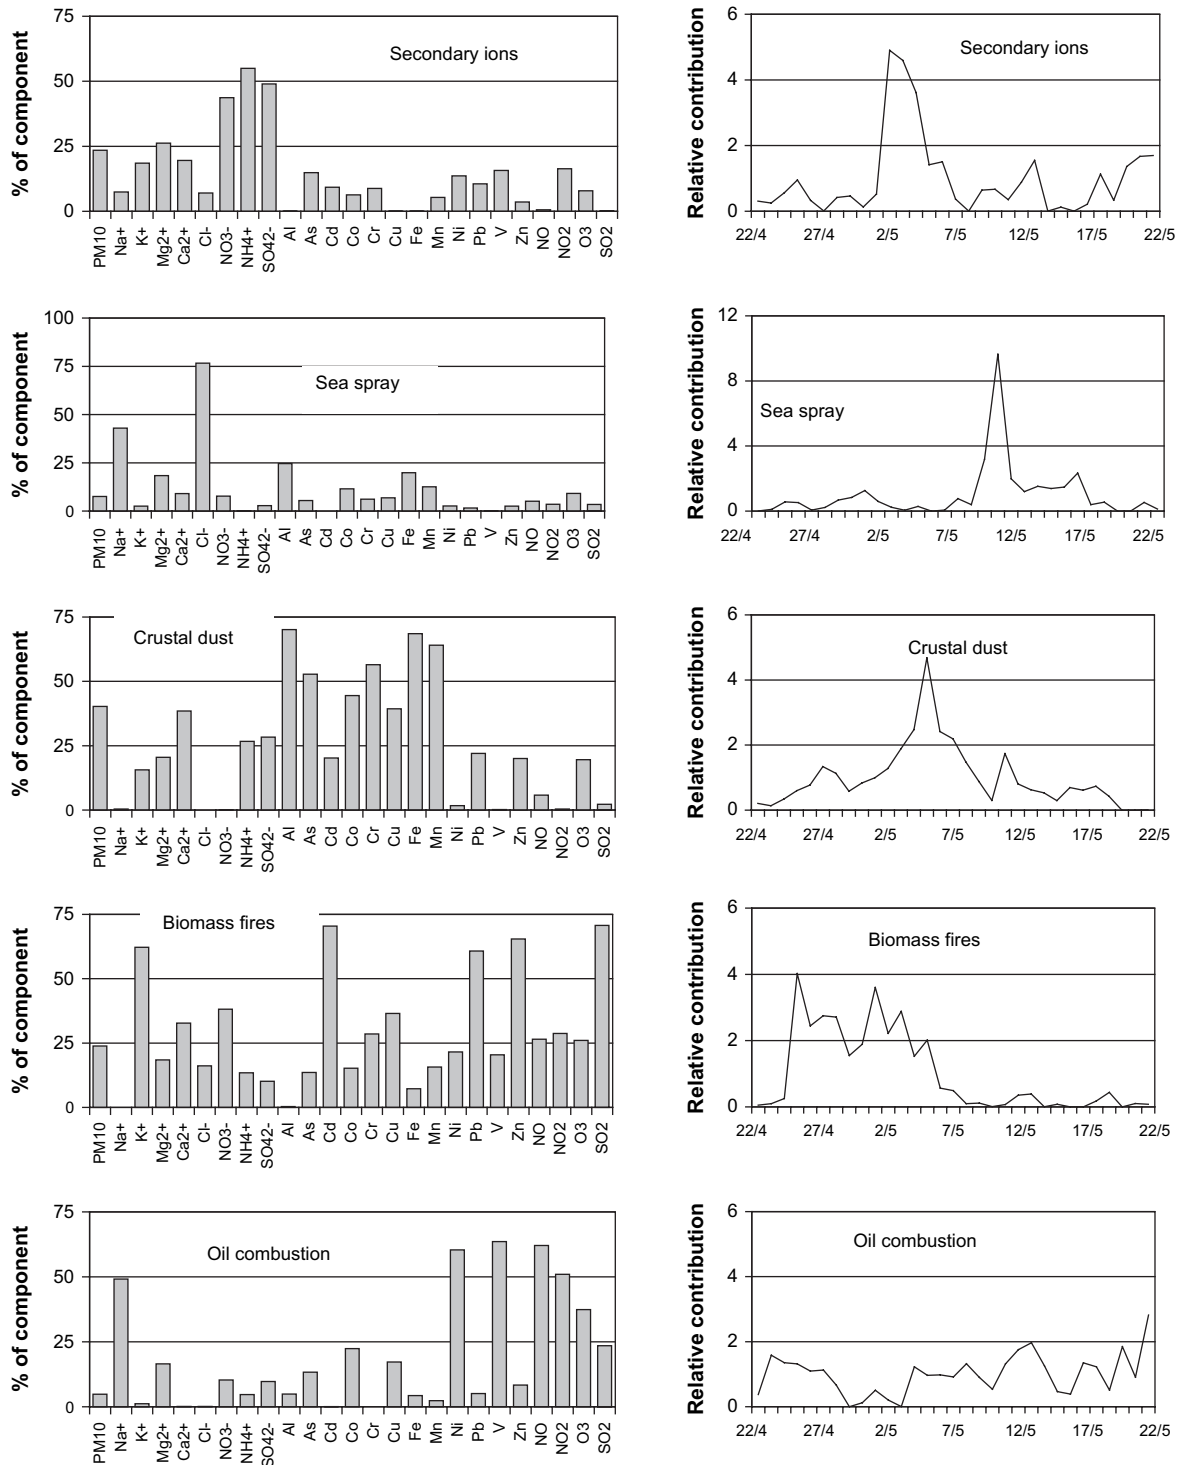 % of component
75
50
25
0
Secondary ions
PM10 Na+ K+ Mg2+ Ca2+ Cl- NO3- NH4+ SO42- Al As Cd Co Cr Cu Fe Mn Ni Pb V Zn NO NO2 O3 SO2
Relative contribution
6
4
2
0
Secondary ions
22/4 27/4 2/5 7/5 12/5 17/5 22/5
% of component
100
75
50
25
0
Sea spray
PM10 Na+ K+ Mg2+ Ca2+ Cl- NO3- NH4+ SO42- Al As Cd Co Cr Cu Fe Mn Ni Pb V Zn NO NO2 O3 SO2
Relative contribution
12
8
4
0
Sea spray
22/4 27/4 2/5 7/5 12/5 17/5 22/5
% of component
75
50
25
0
Crustal dust
PM10 Na+ K+ Mg2+ Ca2+ Cl- NO3- NH4+ SO42- Al As Cd Co Cr Cu Fe Mn Ni Pb V Zn NO NO2 O3 SO2
Relative contribution
6
4
2
0
Crustal dust
22/4 27/4 2/5 7/5 12/5 17/5 22/5
% of component
75
50
25
0
Biomass fires
PM10 Na+ K+ Mg2+ Ca2+ Cl- NO3- NH4+ SO42- Al As Cd Co Cr Cu Fe Mn Ni Pb V Zn NO NO2 O3 SO2
Relative contribution
6
4
2
0
Biomass fires
22/4 27/4 2/5 7/5 12/5 17/5 22/5
% of component
75
50
25
0
Oil combustion
PM10 Na+ K+ Mg2+ Ca2+ Cl- NO3- NH4+ SO42- Al As Cd Co Cr Cu Fe Mn Ni Pb V Zn NO NO2 O3 SO2
Relative contribution
6
4
2
0
Oil combustion
22/4 27/4 2/5 7/5 12/5 17/5 22/5